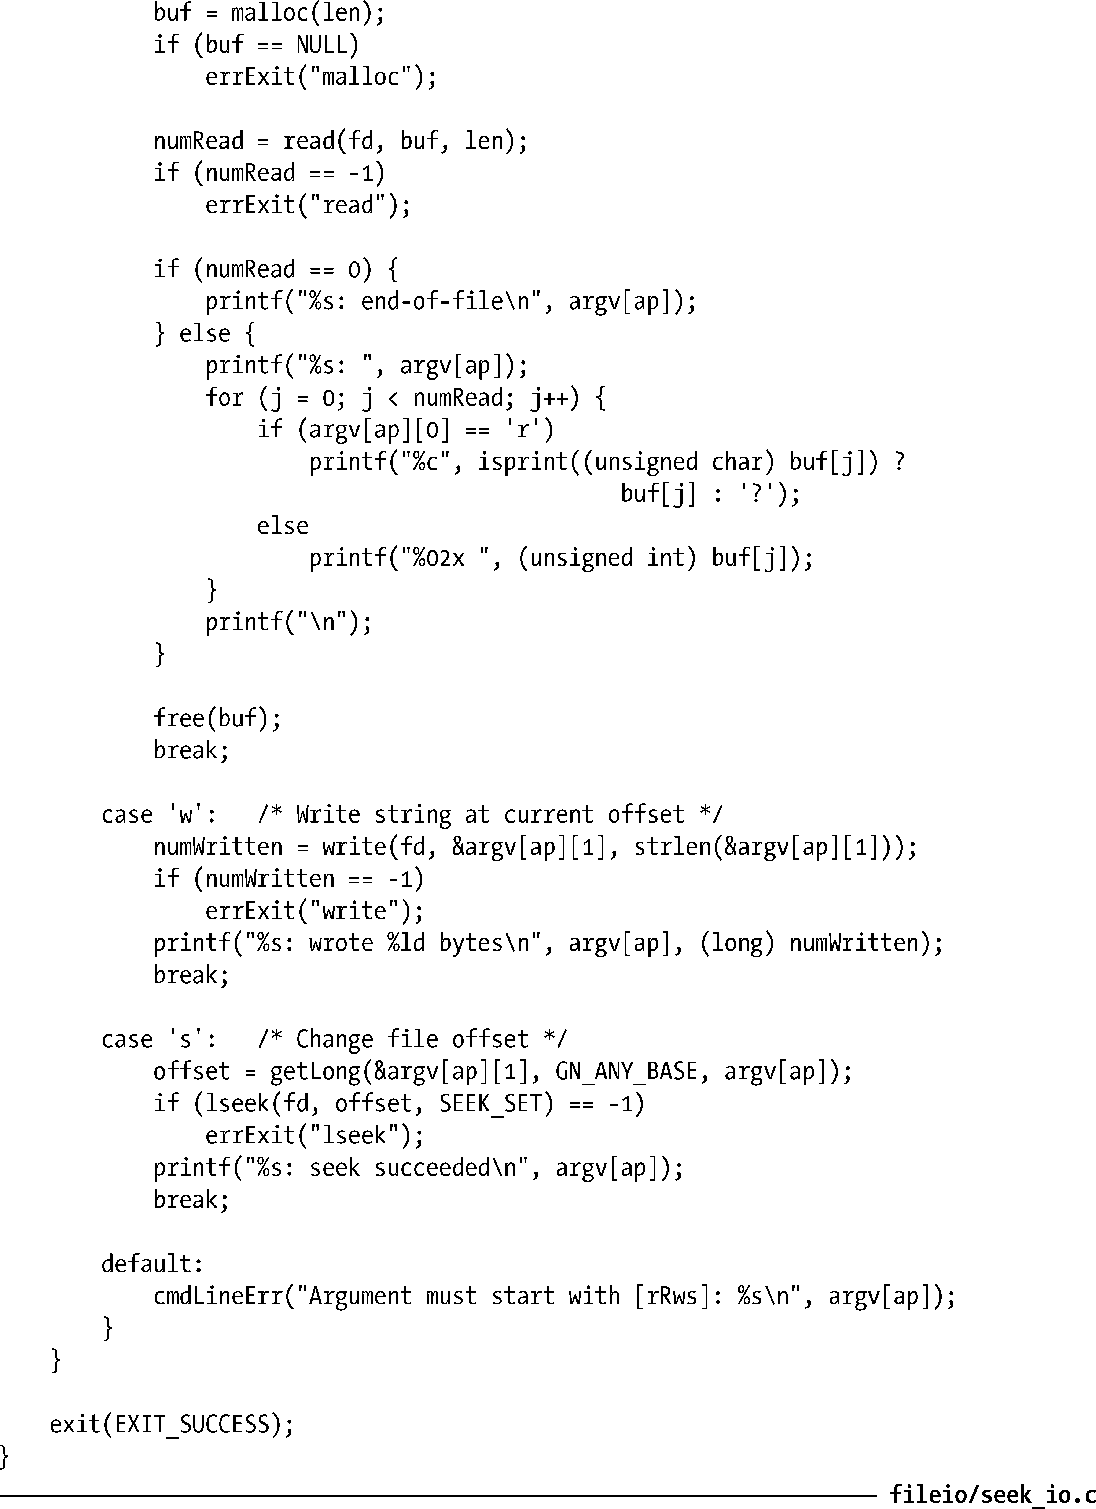 buf = malloc(len);
            if (buf == NULL)
                errExit("malloc");

            numRead = read(fd, buf, len);
            if (numRead == -1)
                errExit("read");

            if (numRead == 0) {
                printf("%s: end-of-file\n", argv[ap]);
            } else {
                printf("%s: ", argv[ap]);
                for (j = 0; j < numRead; j++) {
                    if (argv[ap][0] == 'r')
                        printf("%c", isprint((unsigned char) buf[j]) ?
                                                buf[j] : '?');
                    else
                        printf("%02x ", (unsigned int) buf[j]);
                }
                printf("\n");
            }

            free(buf);
            break;

        case 'w':   /* Write string at current offset */
            numWritten = write(fd, &argv[ap][1], strlen(&argv[ap][1]));
            if (numWritten == -1)
                errExit("write");
            printf("%s: wrote %ld bytes\n", argv[ap], (long) numWritten);
            break;

        case 's':   /* Change file offset */
            offset = getLong(&argv[ap][1], GN_ANY_BASE, argv[ap]);
            if (lseek(fd, offset, SEEK_SET) == -1)
                errExit("lseek");
            printf("%s: seek succeeded\n", argv[ap]);
            break;

        default:
            cmdLineErr("Argument must start with [rRws]: %s\n", argv[ap]);
        }
    }

    exit(EXIT_SUCCESS);
}
fileio/seek_io.c